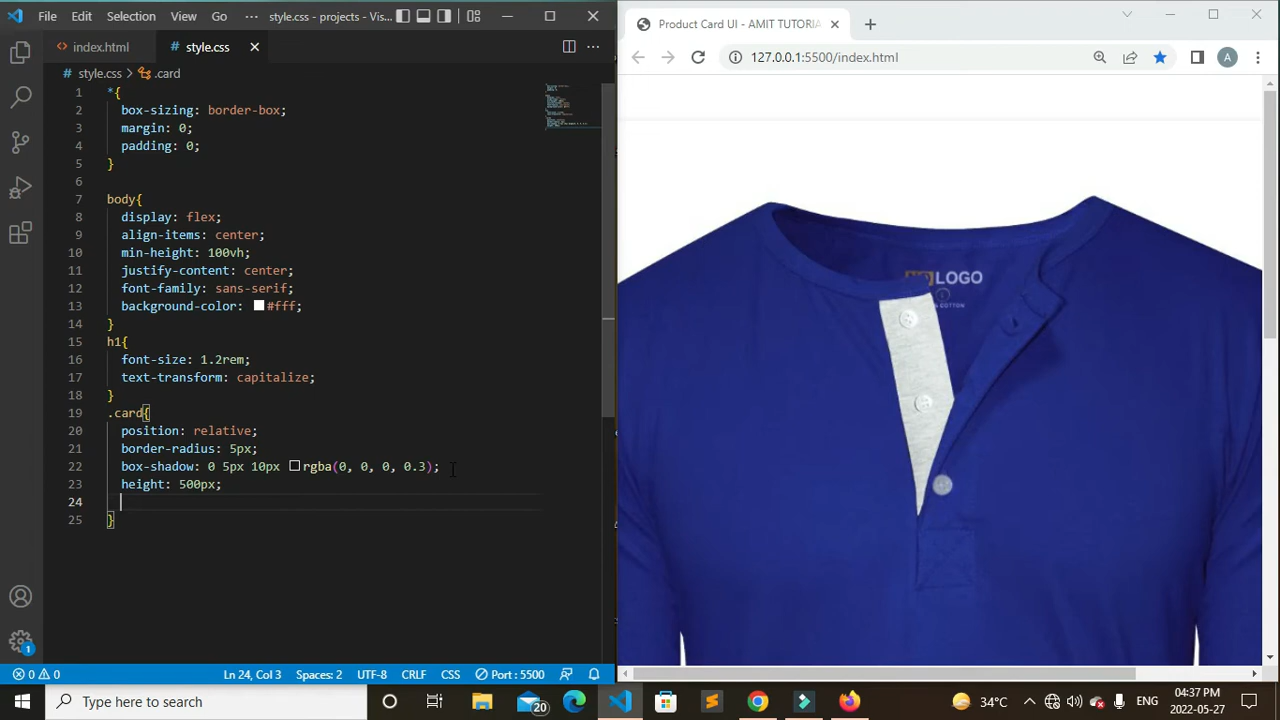 File Edit Selection View Go ... style.css - projects - Vis...
index.html style.css
style.css > .card
1 *{
2 box-sizing: border-box;
3 margin: 0;
4 padding: 0;
5 }
6
7 body{
8 display: flex;
9 align-items: center;
10 min-height: 100vh;
11 justify-content: center;
12 font-family: sans-serif;
13 background-color: #fff;
14 }
15 h1{
16 font-size: 1.2rem;
17 text-transform: capitalize;
18 }
19 .card{
20 position: relative;
21 border-radius: 5px;
22 box-shadow: 0 5px 10px rgba(0, 0, 0, 0.3);
23 height: 500px;
24
25 }
1
0 0 Ln 24, Col 3 Spaces: 2 UTF-8 CRLF CSS Port : 5500
Product Card UI - AMIT TUTORIA
127.0.0.1:5500/index.html
A
LOGO
COTTON
Type here to search
20
34°C
ENG
04:37 PM
2022-05-27